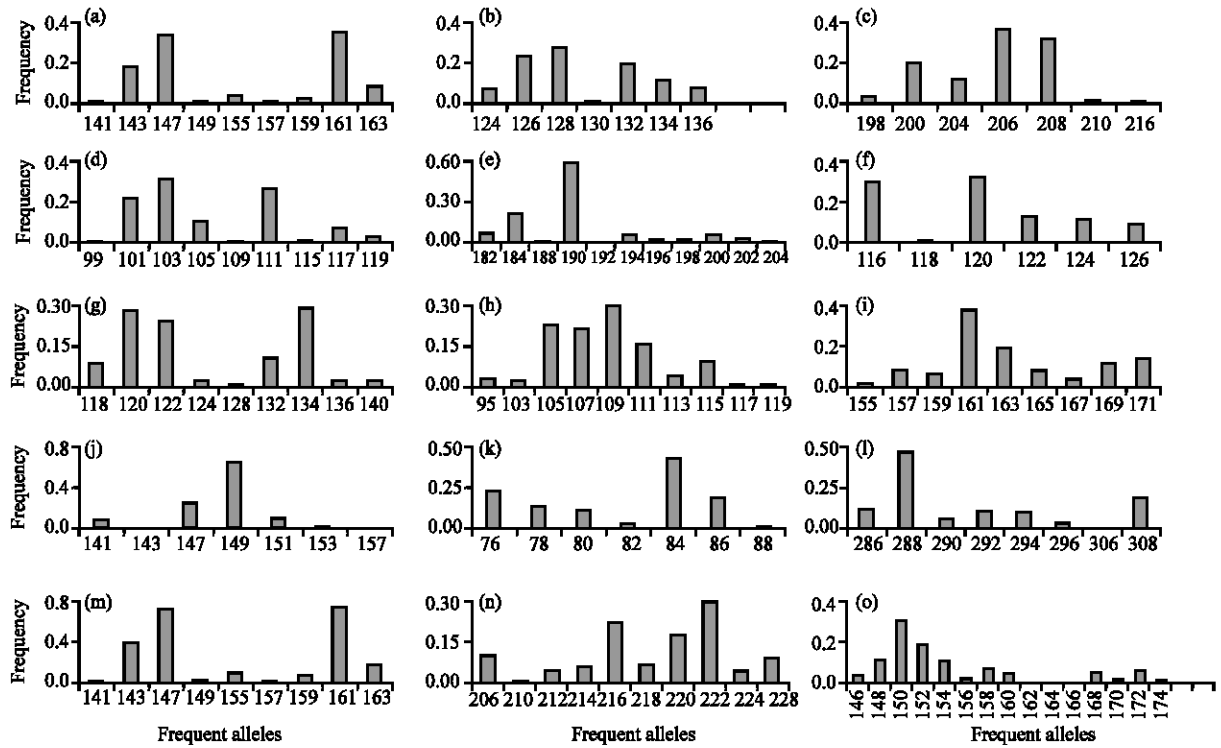 (a) (b) (c)
Frequency
0.4 0.4 0.4
0.2 0.2 0.2
0.0 0.0 0.0
141 143 147 149 155 157 159 161 163 124 126 128 130 132 134 136 198 200 204 206 208 210 216
(d) (e) (f)
Frequency
0.4 0.60 0.4
0.2 0.30 0.2
0.0 0.00 0.0
99 101 103 105 109 111 115 117 119 182 184 188 190 192 194 196 198 200 202 204 116 118 120 122 124 126
(g) (h) (i)
Frequency
0.30 0.30 0.4
0.15 0.15 0.2
0.00 0.00 0.0
118 120 122 124 128 132 134 136 140 95 103 105 107 109 111 113 115 117 119 155 157 159 161 163 165 167 169 171
(j) (k) (l)
Frequency
0.8 0.50 0.50
0.4 0.25 0.25
0.0 0.00 0.00
141 143 147 149 151 153 157 76 78 80 82 84 86 88 286 288 290 292 294 296 306 308
(m) (n) (o)
Frequency
0.8 0.30 0.4
0.4 0.15 0.2
0.0 0.00 0.0
141 143 147 149 155 157 159 161 163 206 210 212 214 216 218 220 222 224 228 146 148 150 152 154 156 158 160 162 164 166 168 170 172 174
Frequent alleles Frequent alleles Frequent alleles